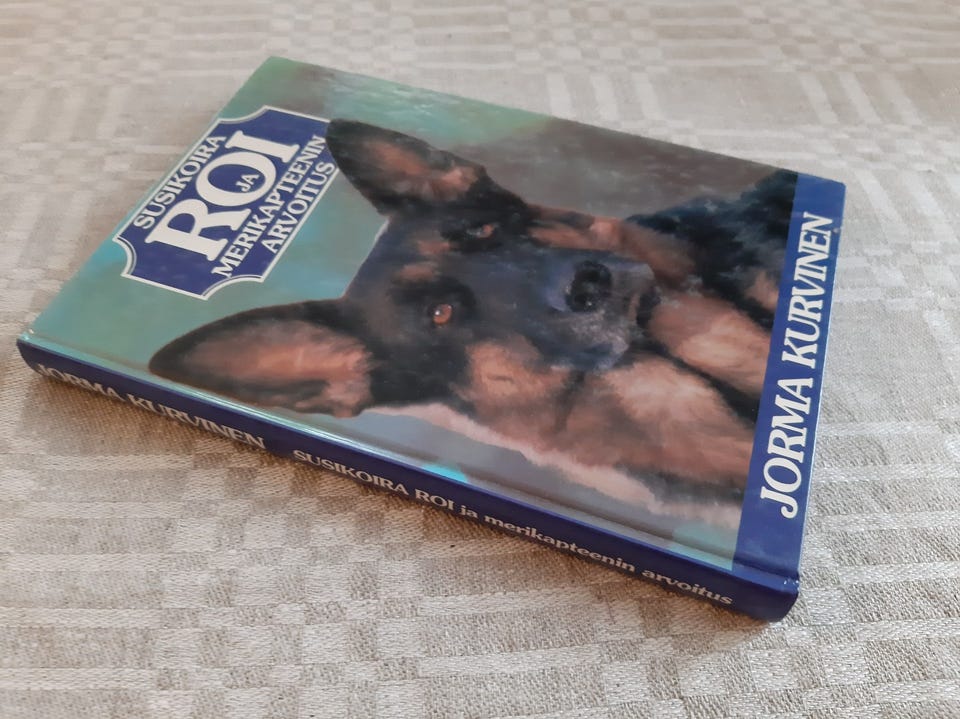 SUSIKOIRA
ROI
JA
MERIKAPTEENIN
ARVOITUS
JORMA KURVINEN
JORMA KURVINEN SUSIKOIRA ROI ja merikapteenin arvoitus